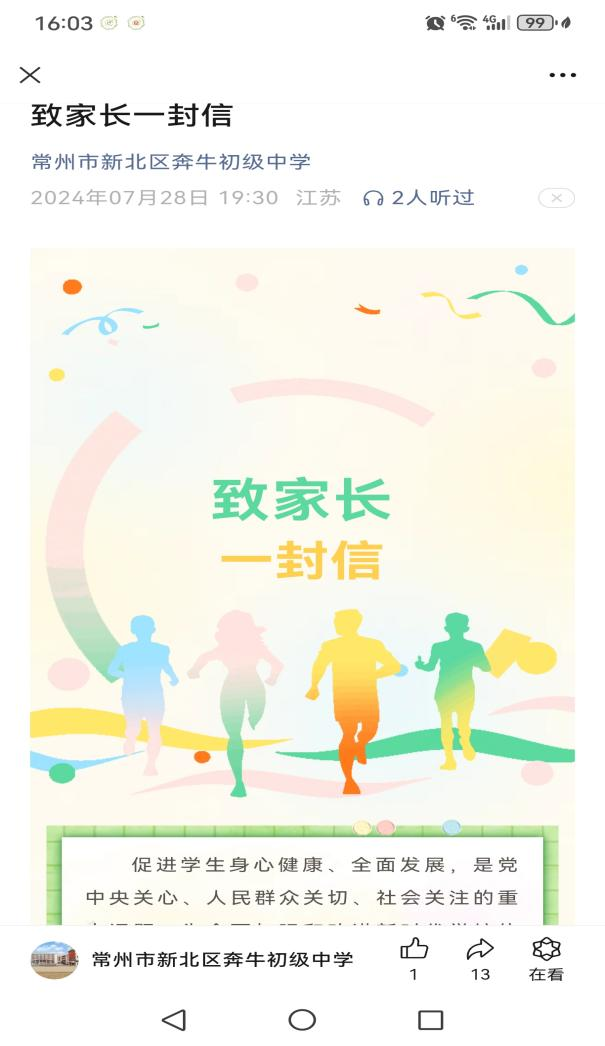 16:03
6
4G
99
致家长一封信
常州市新北区奔牛初级中学
2024年07月28日 19:30 江苏 2人听过
致家长
一封信
促进学生身心健康、全面发展，是党
中央关心、人民群众关切、社会关注的重
常州市新北区奔牛初级中学
1
13
在看